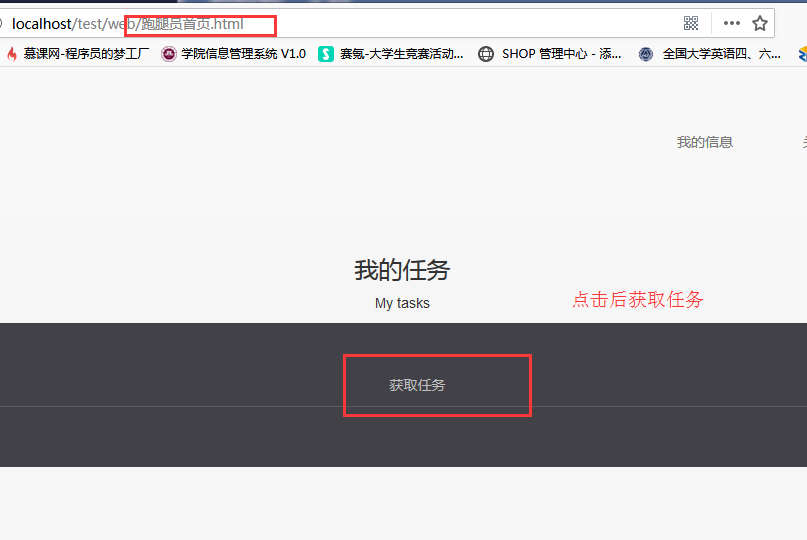 localhost/test/web/跑腿员首页.html
慕课网-程序员的梦工厂 学院信息管理系统 V1.0 赛氪-大学生竞赛活动... SHOP 管理中心 - 添... 全国大学英语四、六...
我的信息
我的任务
My tasks
点击后获取任务
获取任务